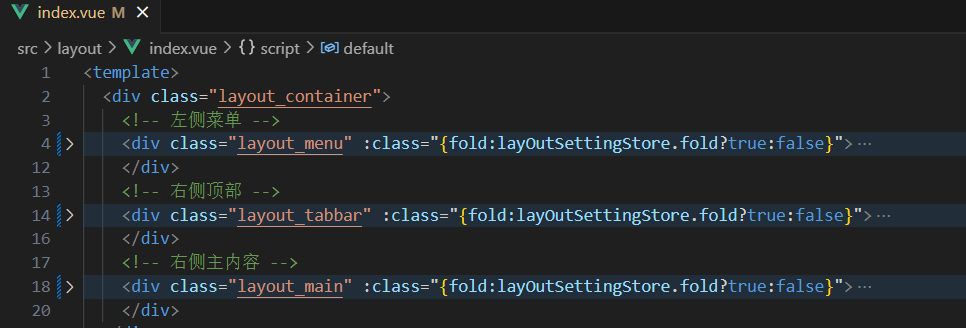 index.vue M ×
src > layout > index.vue > {} script > default
1 <template>
2 <div class="layout_container">
3 <!-- 左侧菜单 -->
4 > <div class="layout_menu" :class="{fold:layOutSettingStore.fold?true:false}">⋯
12 </div>
13 <!-- 右侧顶部 -->
14 > <div class="layout_tabbar" :class="{fold:layOutSettingStore.fold?true:false}">⋯
16 </div>
17 <!-- 右侧主内容 -->
18 > <div class="layout_main" :class="{fold:layOutSettingStore.fold?true:false}">⋯
20 </div>